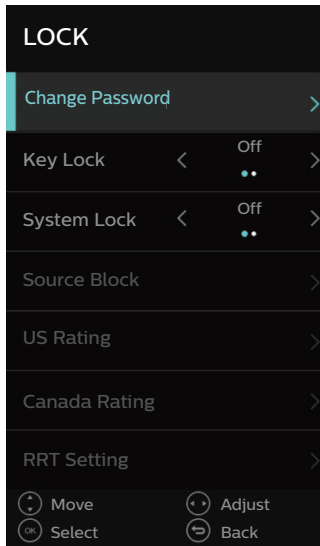 LOCK
Change Password
Key Lock < Off >
System Lock < Off >
Source Block >
US Rating >
Canada Rating >
RRT Setting >
Move Adjust
OK Select Back